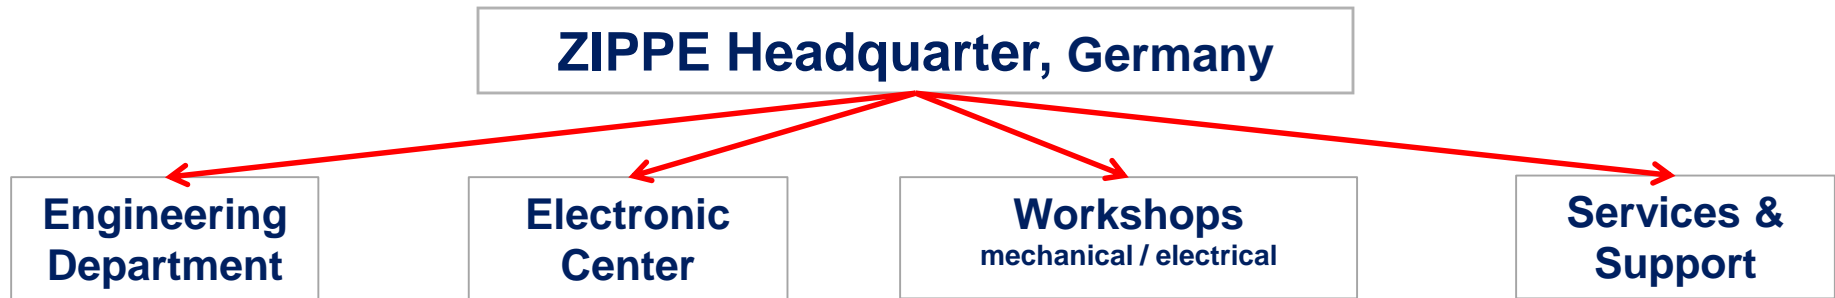 ZIPPE Headquarter, Germany
Engineering
Department
Electronic
Center
Workshops
mechanical / electrical
Services &
Support